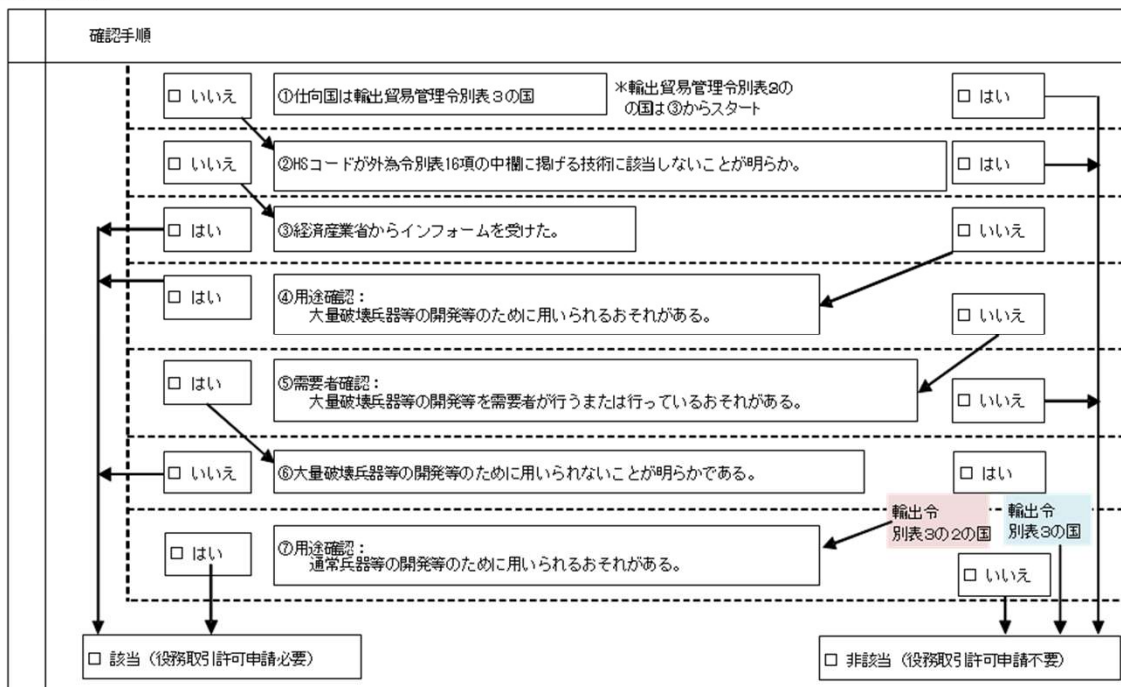 確認手順
□ いいえ
①仕向国は輸出貿易管理令別表3の国
*輸出貿易管理令別表2の
の国は③からスタート
□ はい
□ いいえ
②HSコードが外為令別表16項の中欄に掲げる技術に該当しないことが明らか。
□ はい
□ はい
③経済産業省からインフォームを受けた。
□ いいえ
□ はい
④用途確認:
大量破壊兵器等の開発等のために用いられるおそれがある。
□ いいえ
□ はい
⑤需要者確認:
大量破壊兵器等の開発等を需要者が行うまたは行っているおそれがある。
□ いいえ
□ いいえ
⑥大量破壊兵器等の開発等のために用いられないことが明らかである。
□ はい
輸出令
別表3の2の国
輸出令
別表3の国
□ はい
⑦用途確認:
通常兵器等の開発等のために用いられるおそれがある。
□ いいえ
□ 該当(役務取引許可申請必要)
□ 非該当(役務取引許可申請不要)